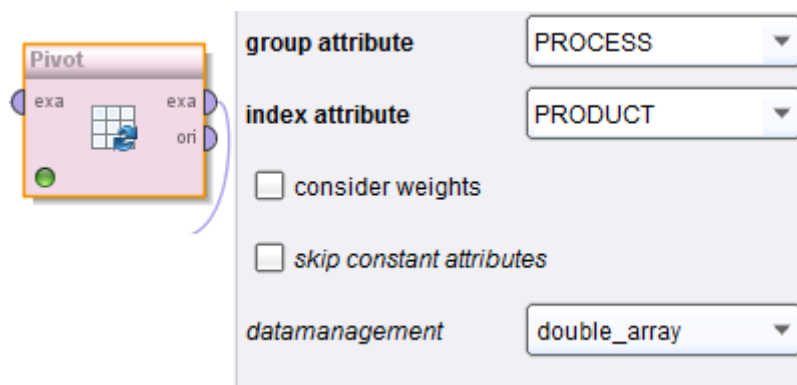 Pivot
exa
exa
ori
group attribute PROCESS
index attribute PRODUCT
consider weights
skip constant attributes
datamanagement double_array